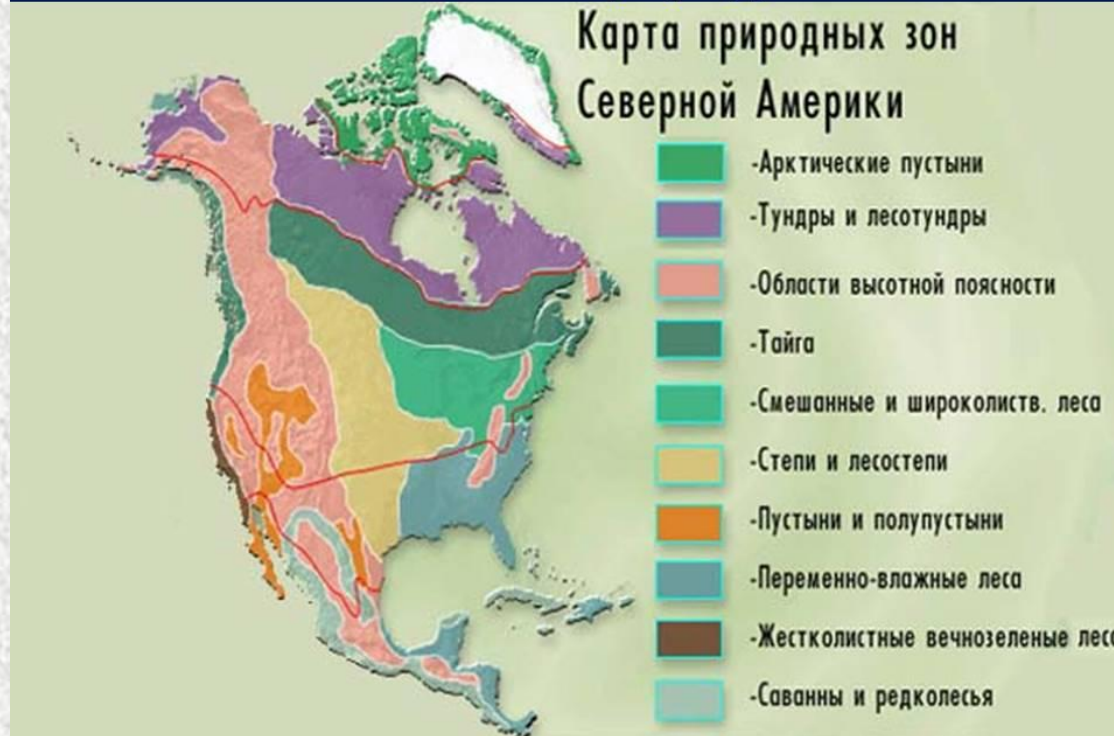 Карта природных зон
Северной Америки
-Арктические пустыни
-Тундры и лесотундры
-Области высотной поясности
-Тайга
-Смешанные и широколиств. леса
-Степи и лесостепи
-Пустыни и полупустыни
-Переменно-влажные леса
-Жестколистные вечнозеленые лес
-Саванны и редколесья